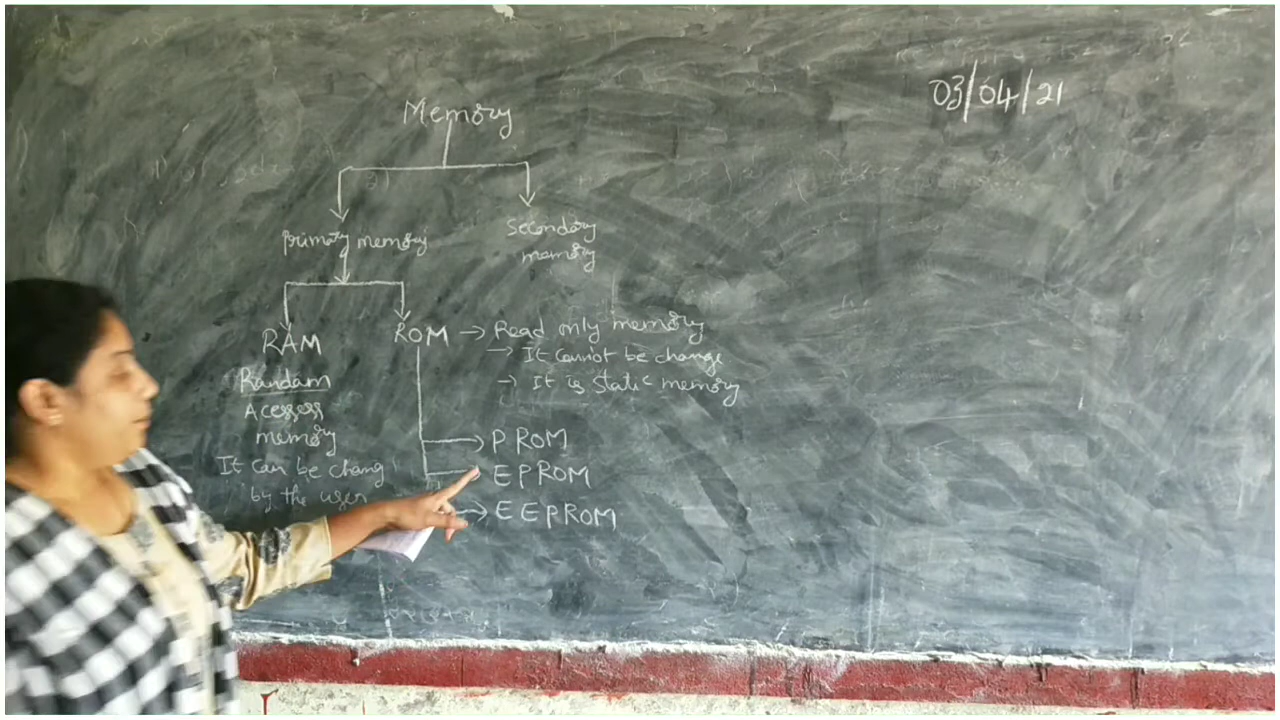 03/04/21
Memory
primary memory
Secondary
memory
RAM
Randam
Acessess
memory
It can be chang
by the user
ROM → Read only memory
→ It cannot be change
→ It is static memory
PROM
EPROM
EEPROM